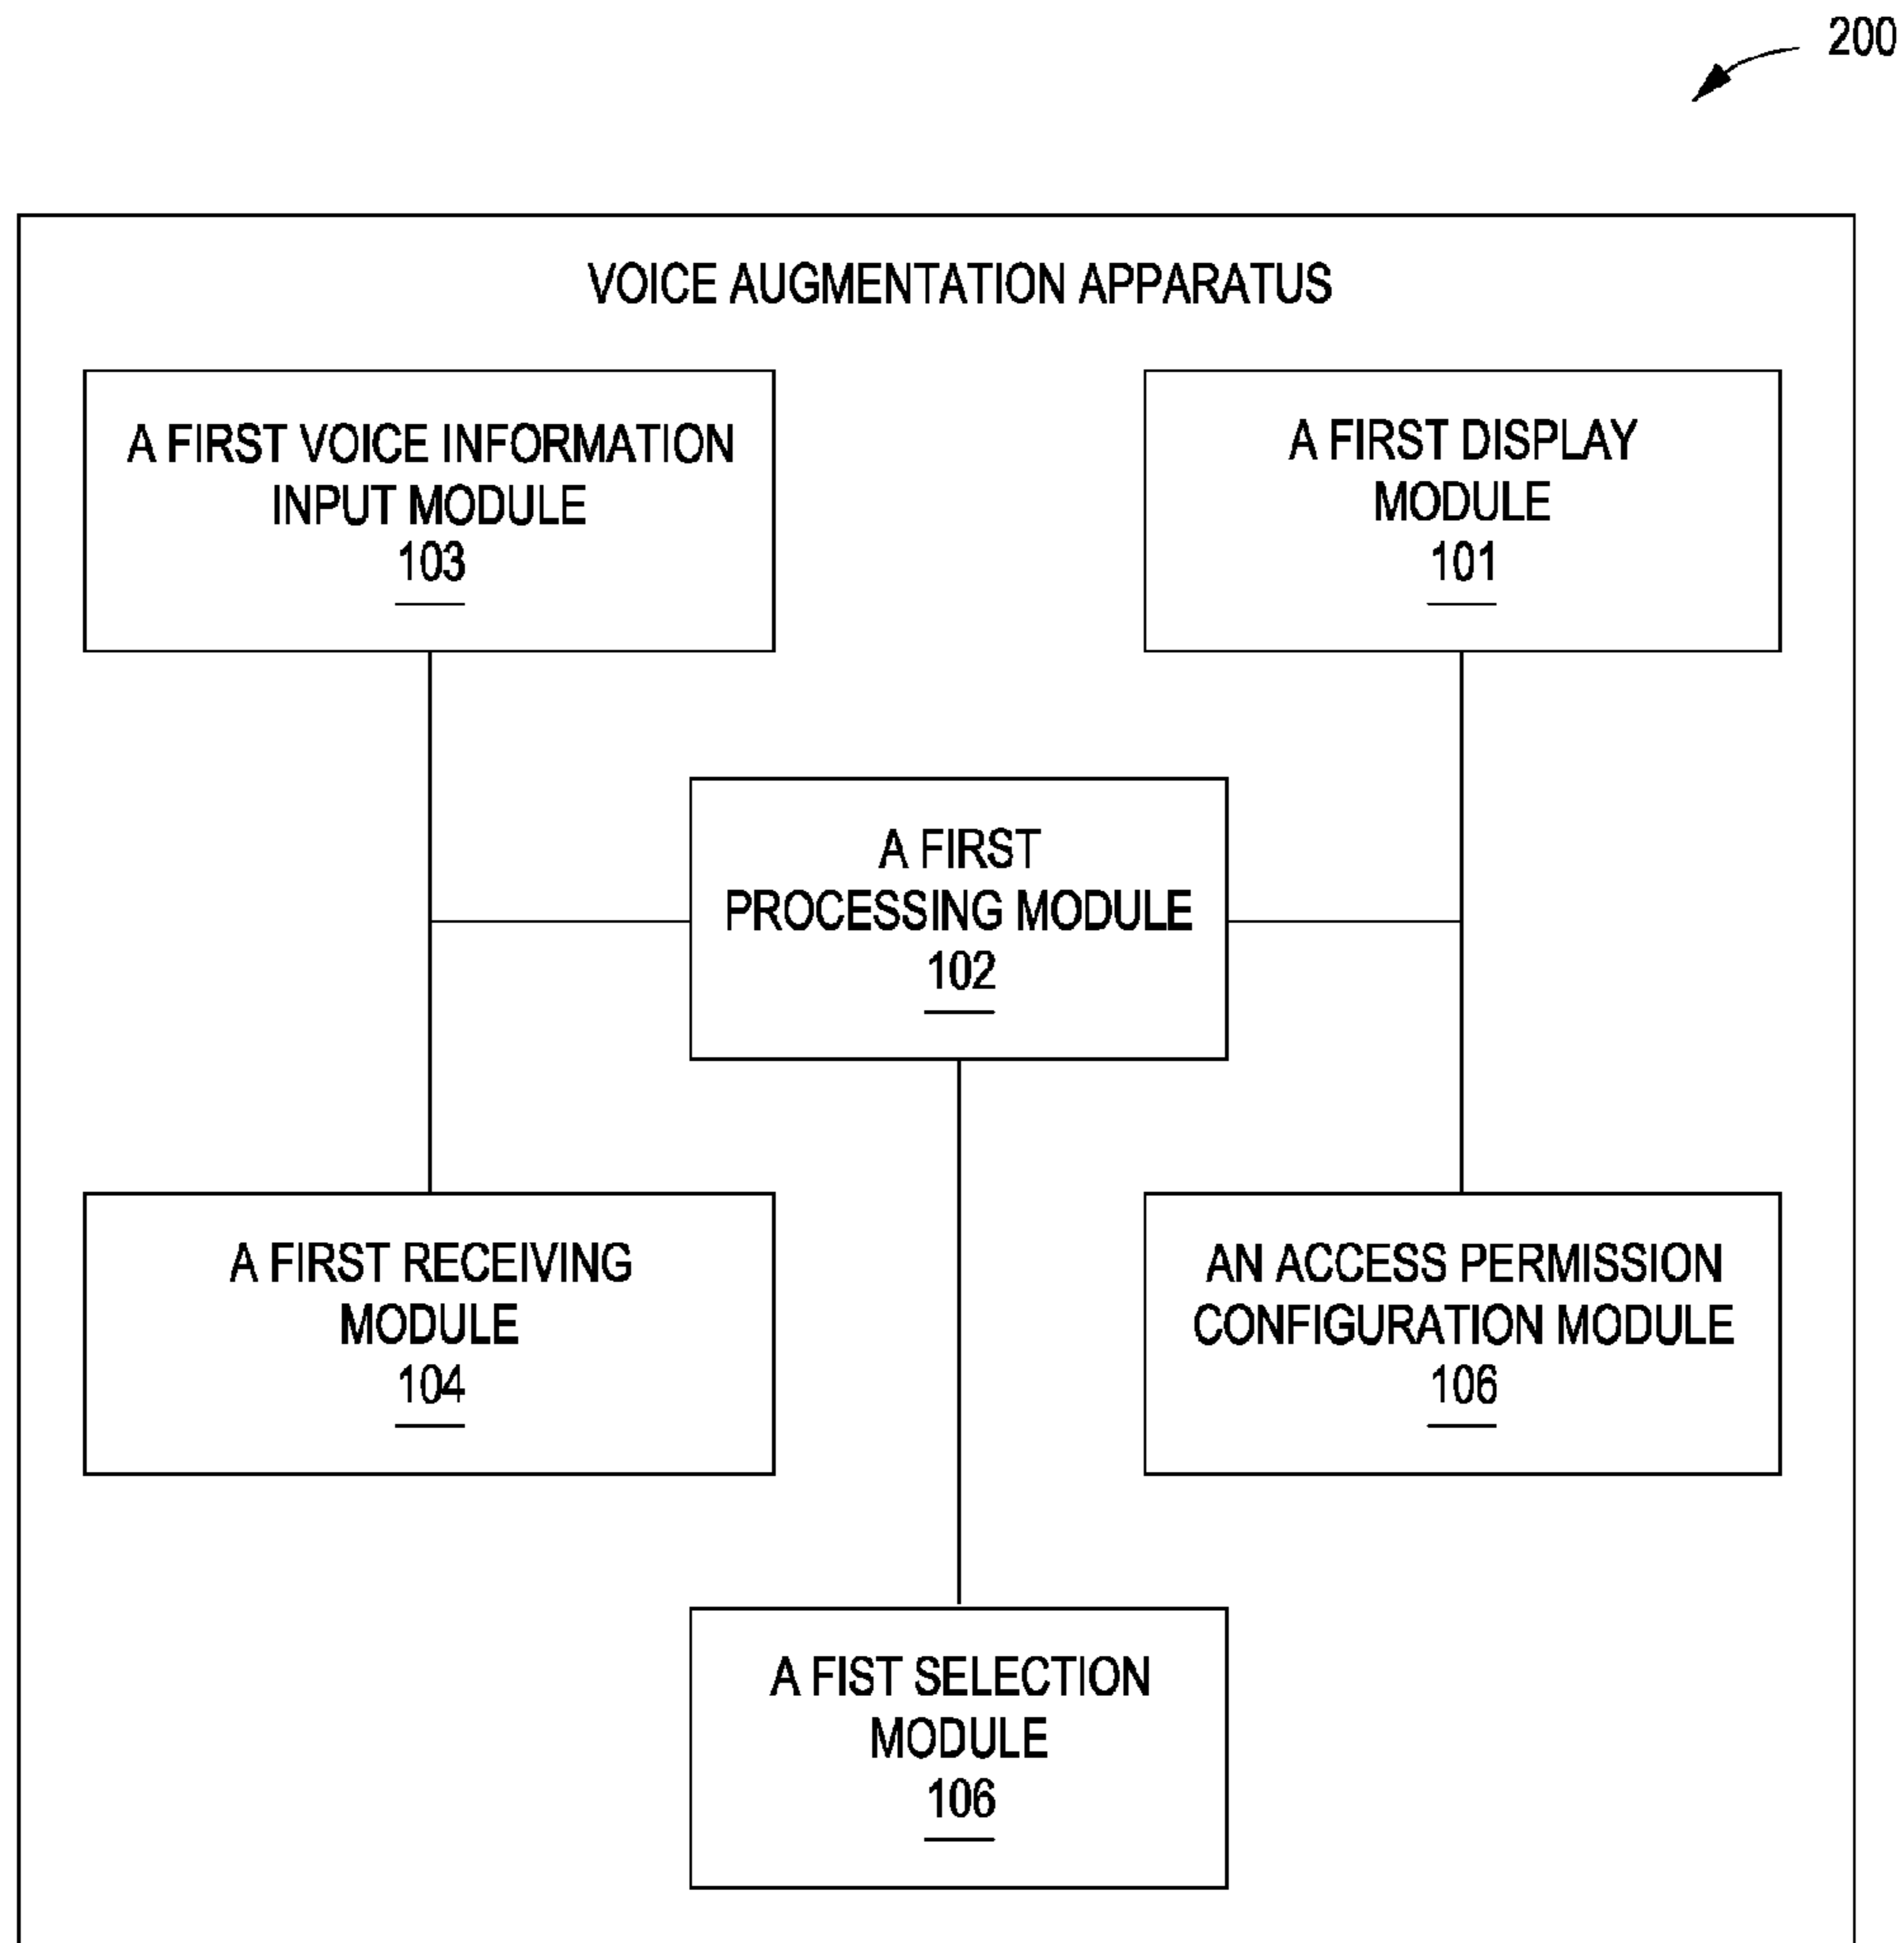 200
VOICE AUGMENTATION APPARATUS
A FIRST VOICE INFORMATION
INPUT MODULE
103
A FIRST DISPLAY
MODULE
101
A FIRST
PROCESSING MODULE
102
A FIRST RECEIVING
MODULE
104
AN ACCESS PERMISSION
CONFIGURATION MODULE
106
A FIST SELECTION
MODULE
106